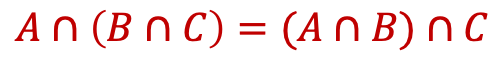 A ∩ (B ∩ C) = (A ∩ B) ∩ C